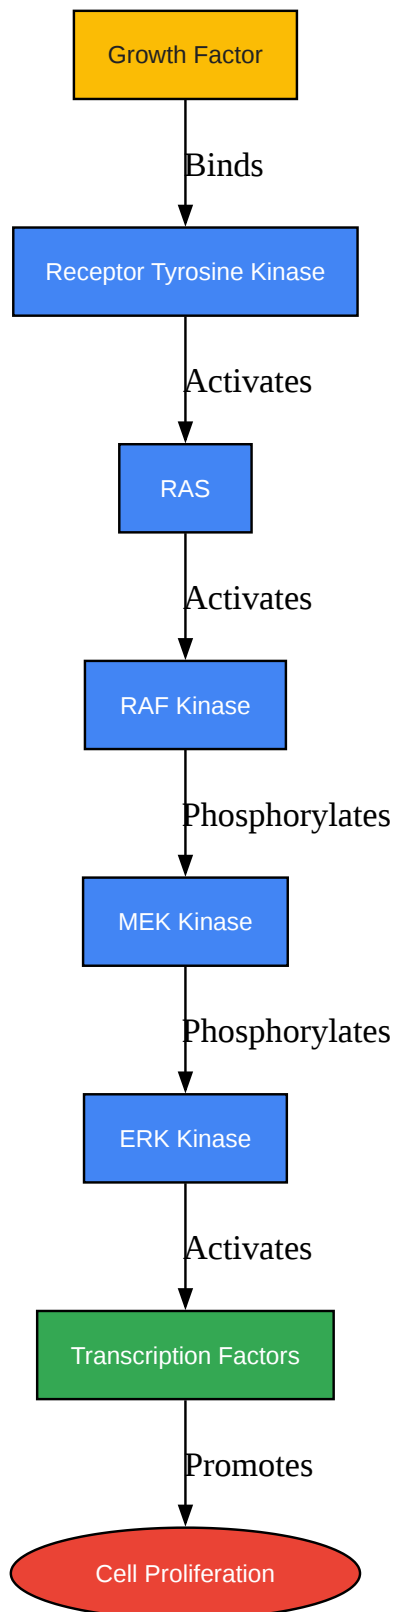 Growth Factor
Binds
Receptor Tyrosine Kinase
Activates
RAS
Activates
RAF Kinase
Phosphorylates
MEK Kinase
Phosphorylates
ERK Kinase
Activates
Transcription Factors
Promotes
Cell Proliferation